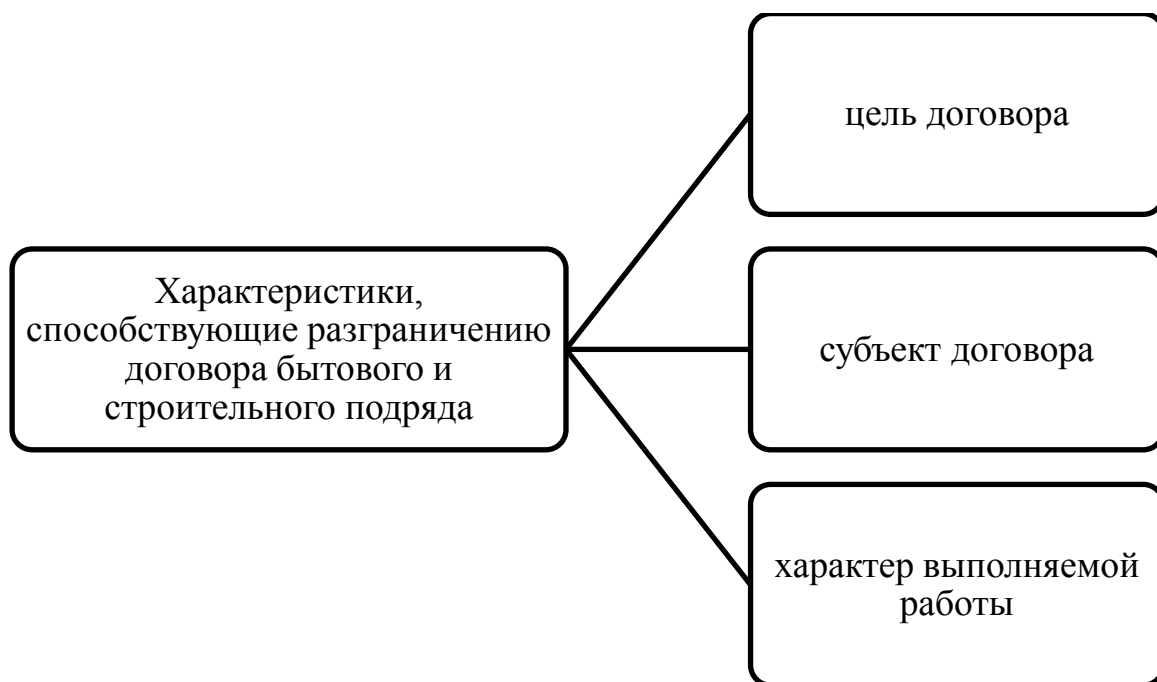 Характеристики,
способствующие разграничению
договора бытового и
строительного подряда
цель договора
субъект договора
характер выполняемой
работы